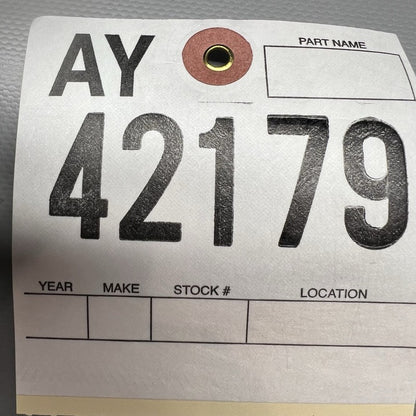 AY
PART NAME
42179
YEAR MAKE STOCK # LOCATION